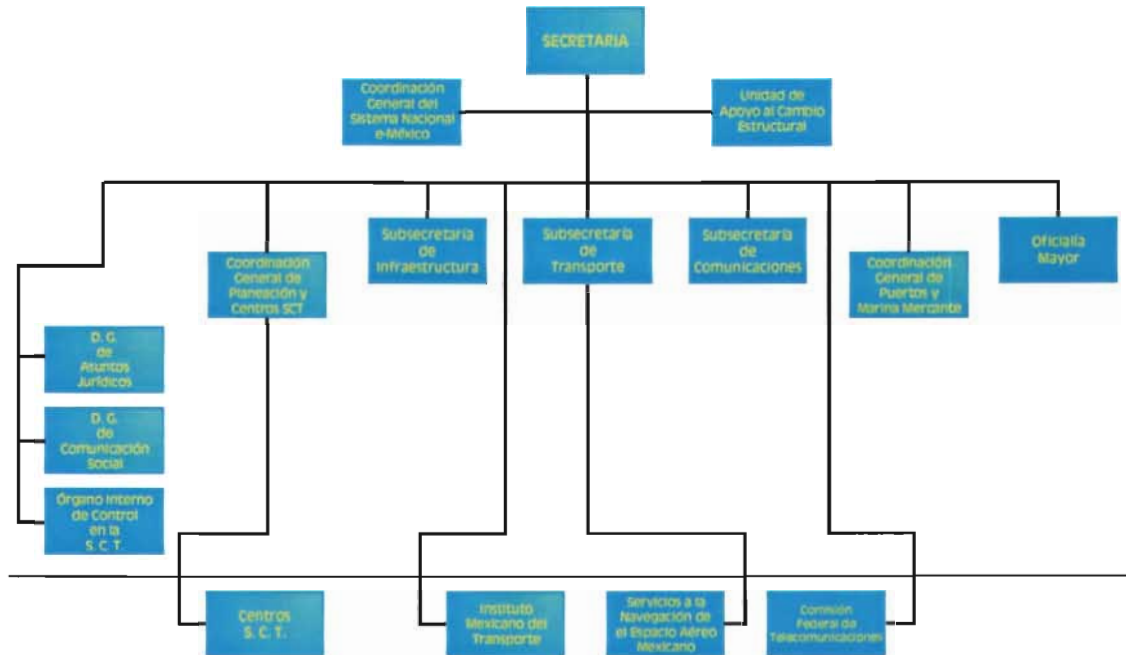 SECRETARIA
Coordinación
General del
Sistema Nacional
e-México
Unidad de
Apoyo al Cambio
Estructural
Coordinación
General de
Planeación y
Centros SCT
Subsecretaría
de
Infraestructura
Subsecretaría
de
Transporte
Subsecretaría
de
Comunicaciones
Coordinación
General de
Puertos y
Marina Mercante
Oficialía
Mayor
D. G.
de
Asuntos
Jurídicos
D. G.
de
Comunicación
Social
Órgano Interno
de Control
en la
S. C. T.
Centros
S. C. T.
Instituto
Mexicano del
Transporte
Servicios a la
Navegación de
el Espacio Aéreo
Mexicano
Comisión
Federal de
Telecomunicaciones